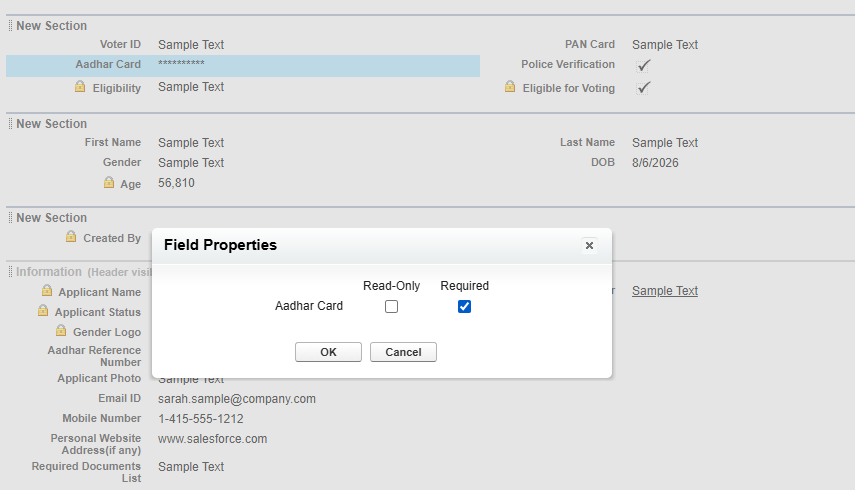 New Section
Voter ID Sample Text PAN Card Sample Text
Aadhar Card ********** Police Verification
Eligibility Sample Text Eligible for Voting
New Section
First Name Sample Text Last Name Sample Text
Gender Sample Text DOB 8/6/2026
Age 56,810
New Section
Created By
Field Properties
Information (Header visi
Read-Only Required
Applicant Name r Sample Text
Aadhar Card
Applicant Status
Gender Logo
Aadhar Reference
Number
OK Cancel
Applicant Photo Sample Text
Email ID sarah.sample@company.com
Mobile Number 1-415-555-1212
Personal Website
Address(if any) www.salesforce.com
Required Documents
List Sample Text